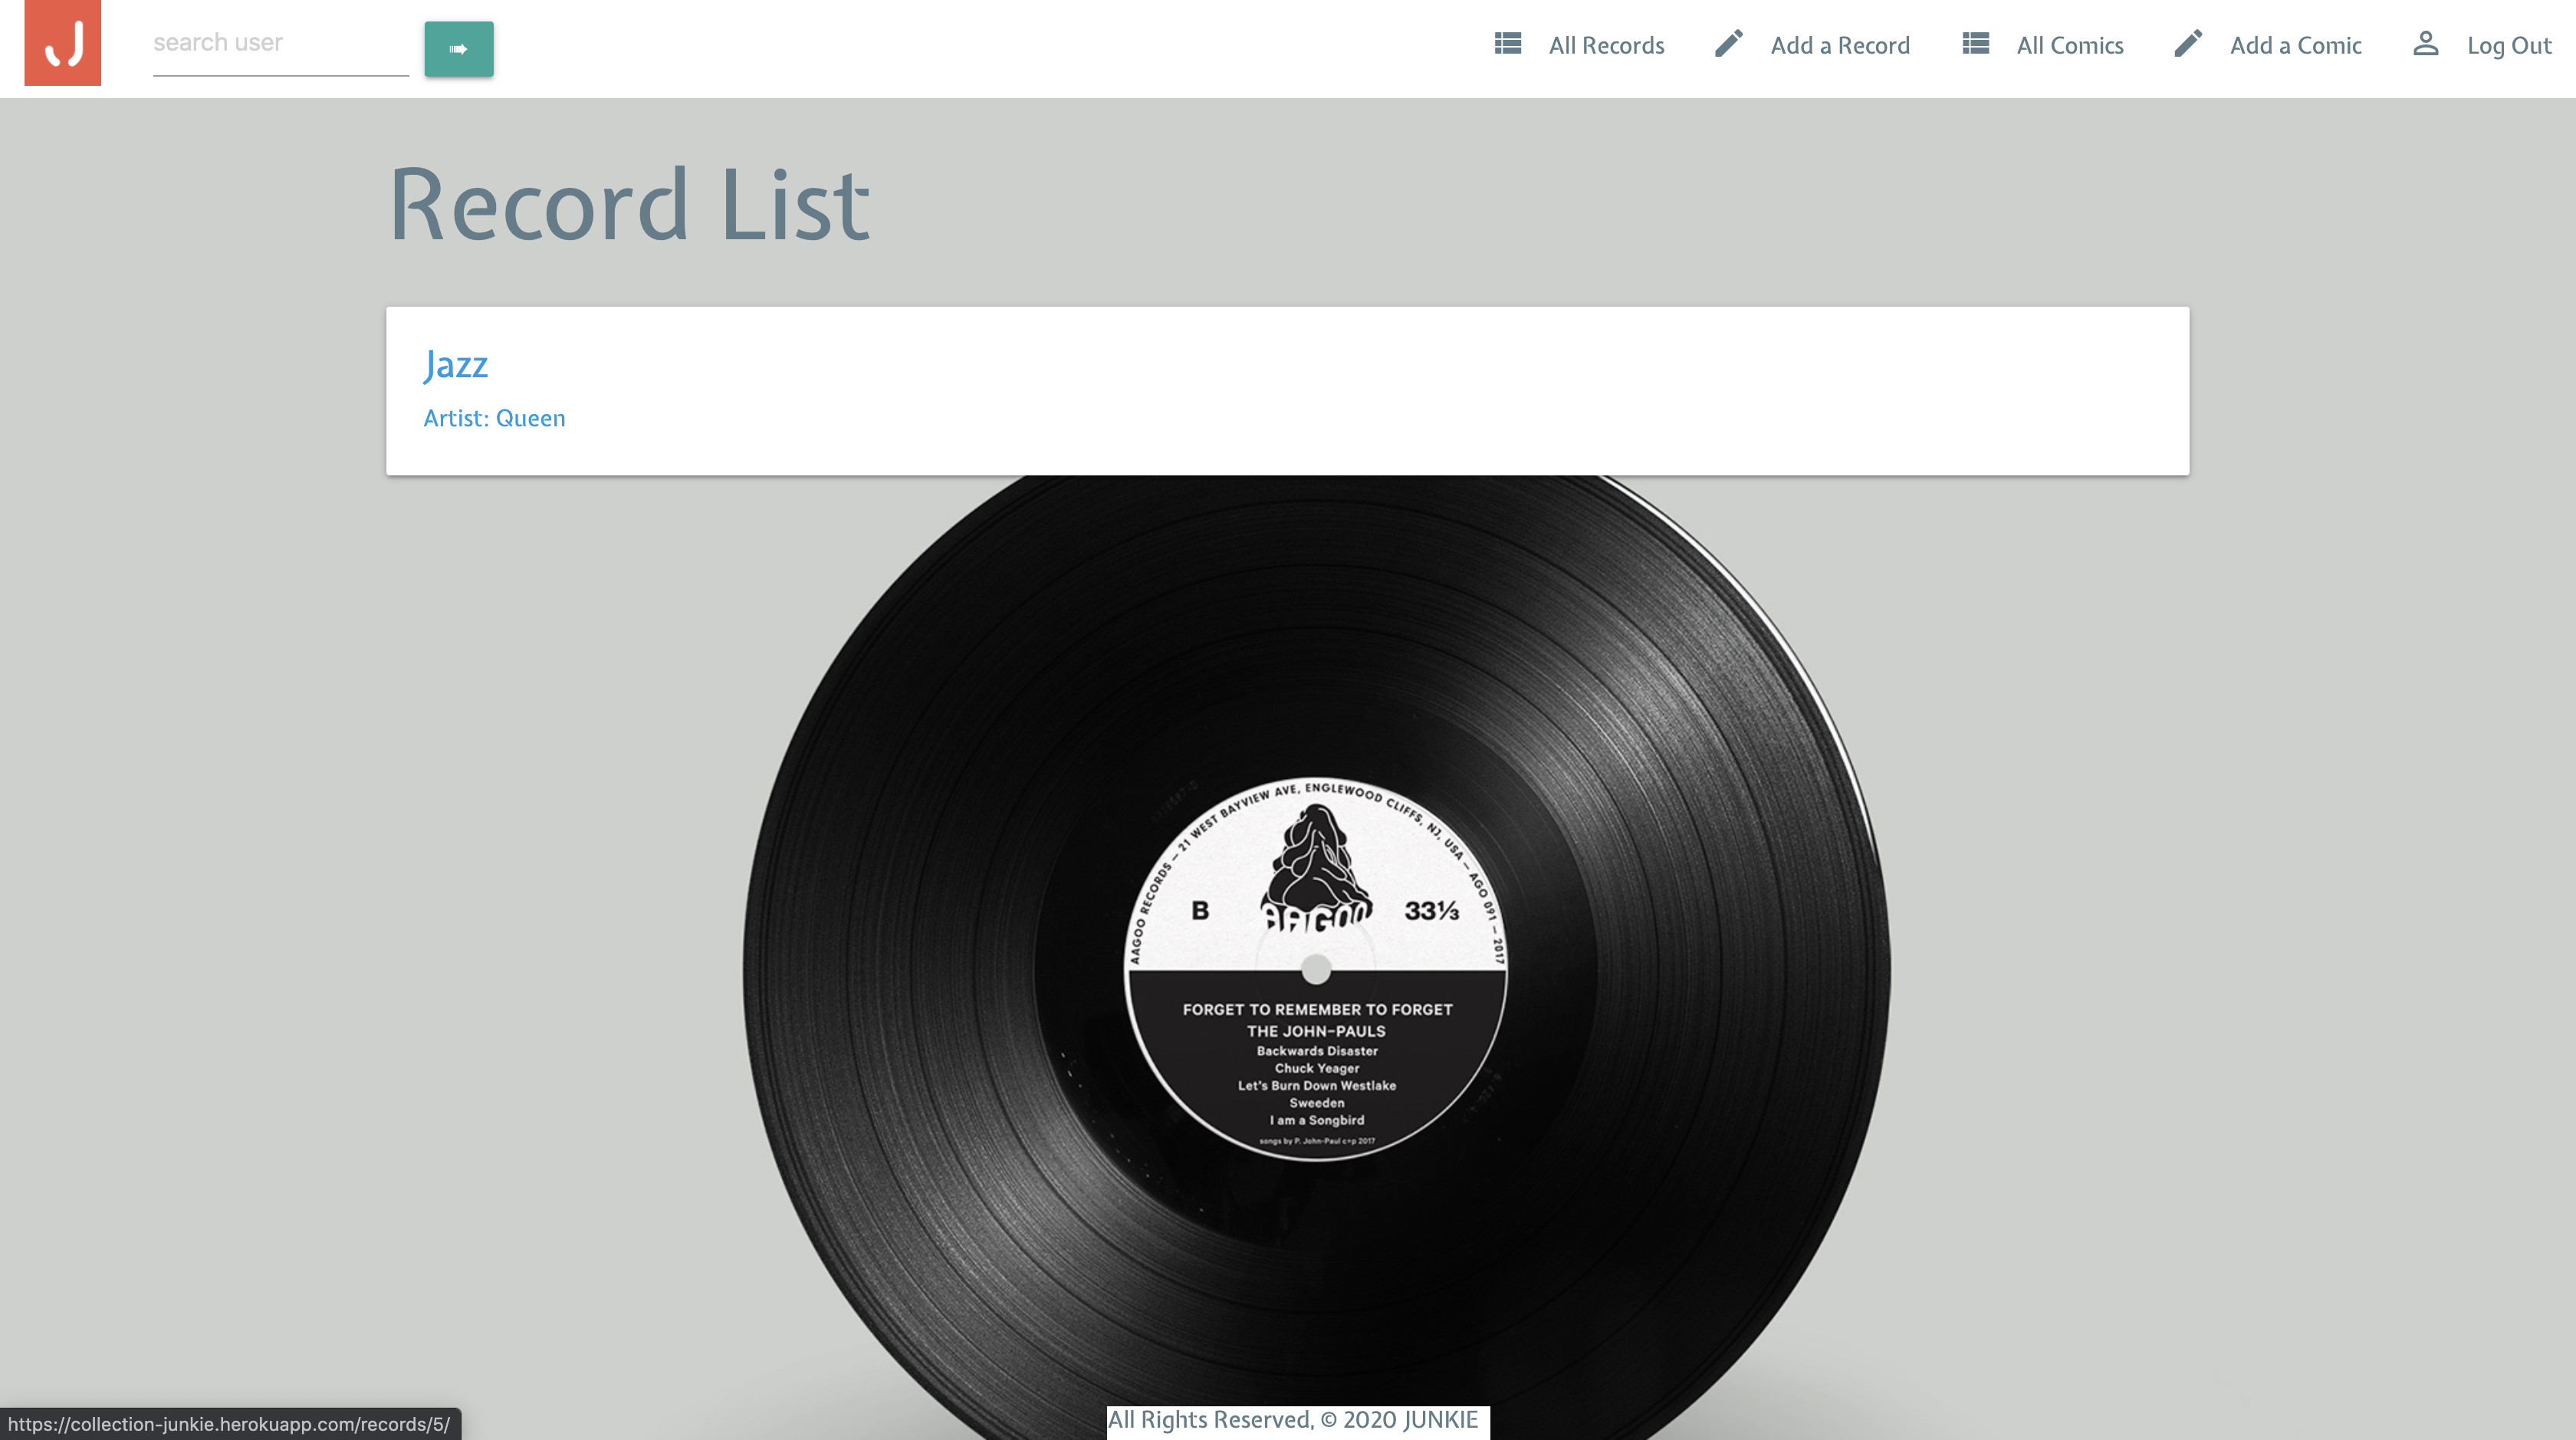 J
search user
All Records
Add a Record
All Comics
Add a Comic
Log Out
Record List
Jazz
Artist: Queen
AAGOO RECORDS – 21 WEST BAYVIEW AVE, ENGLEWOOD CLIFFS, NJ, USA – AGO 091 – 2017
B
AAGOO
33⅓
FORGET TO REMEMBER TO FORGET
THE JOHN-PAULS
Backwards Disaster
Chuck Yeager
Let's Burn Down Westlake
Sweeden
I am a Songbird
songs by P. John-Paul c+p 2017
All Rights Reserved, © 2020 JUNKIE
https://collection-junkie.herokuapp.com/records/5/